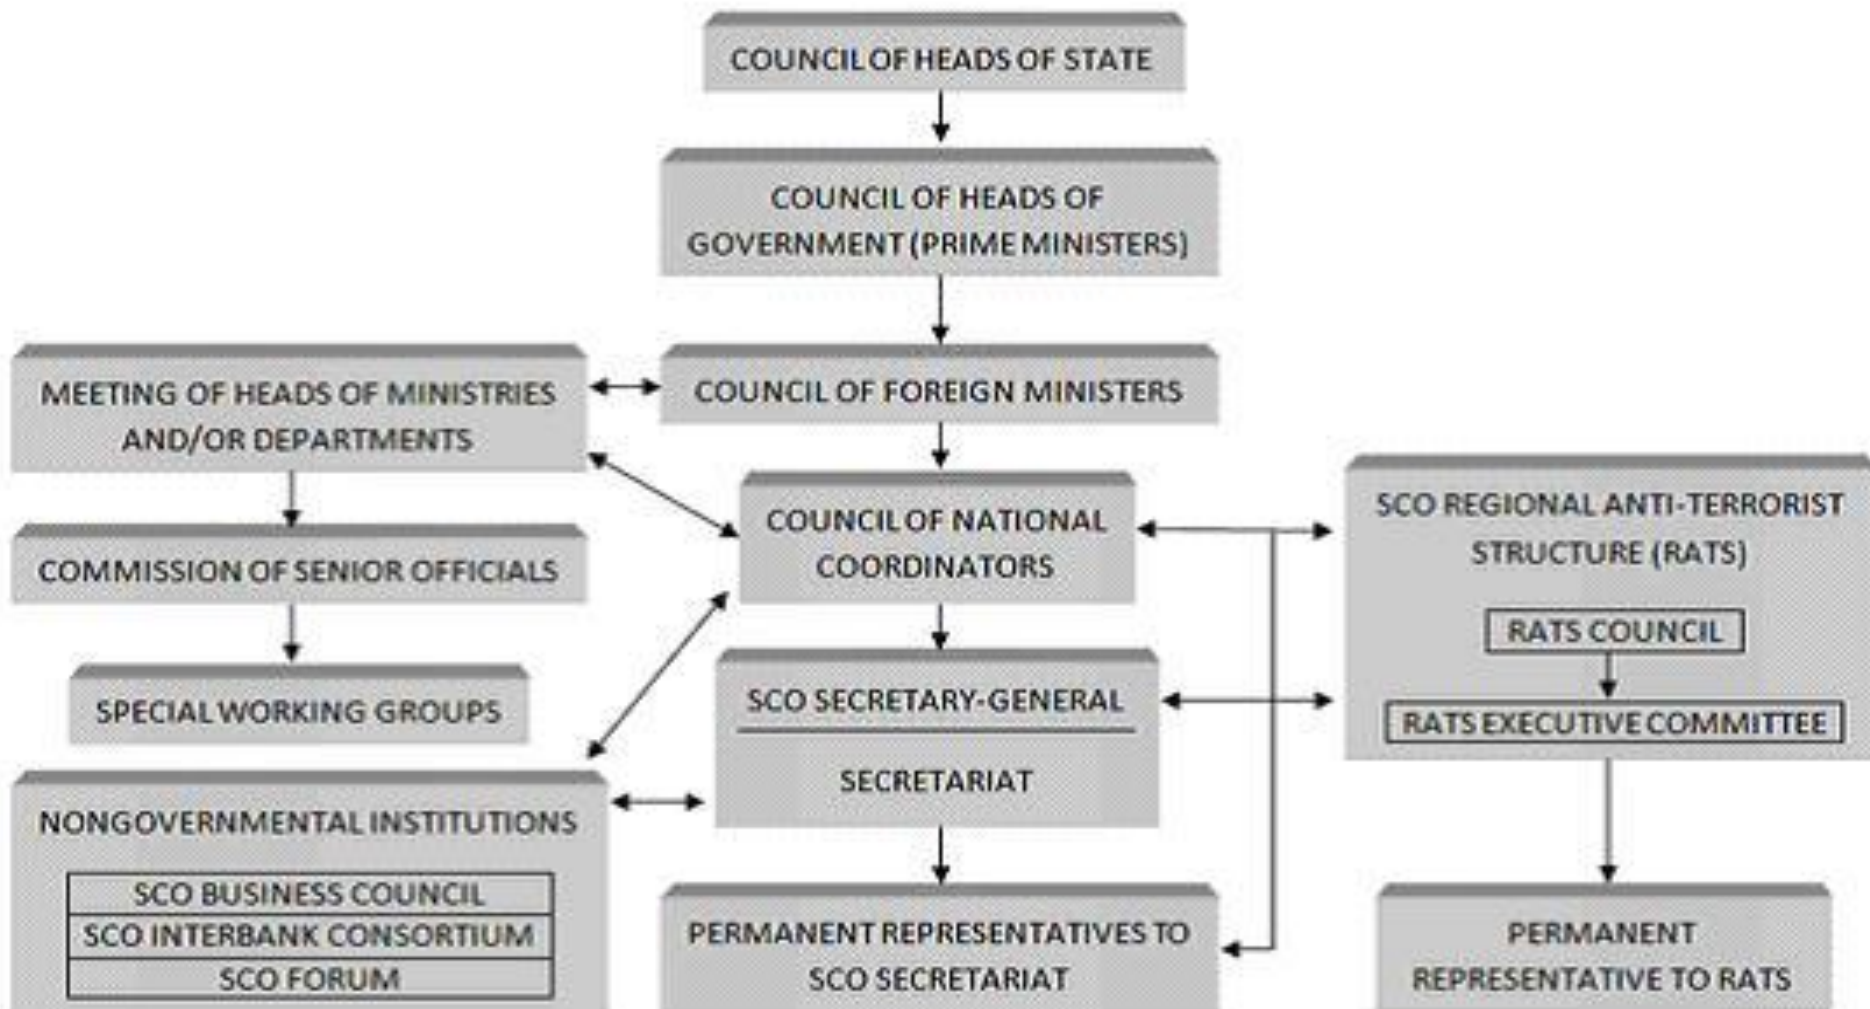 COUNCIL OF HEADS OF STATE
COUNCIL OF HEADS OF
GOVERNMENT (PRIME MINISTERS)
MEETING OF HEADS OF MINISTRIES
AND/OR DEPARTMENTS
COUNCIL OF FOREIGN MINISTERS
COMMISSION OF SENIOR OFFICIALS
COUNCIL OF NATIONAL
COORDINATORS
SCO REGIONAL ANTI-TERRORIST
STRUCTURE (RATS)
RATS COUNCIL
RATS EXECUTIVE COMMITTEE
SPECIAL WORKING GROUPS
SCO SECRETARY-GENERAL
SECRETARIAT
NONGOVERNMENTAL INSTITUTIONS
SCO BUSINESS COUNCIL
SCO INTERBANK CONSORTIUM
SCO FORUM
PERMANENT REPRESENTATIVES TO
SCO SECRETARIAT
PERMANENT
REPRESENTATIVE TO RATS